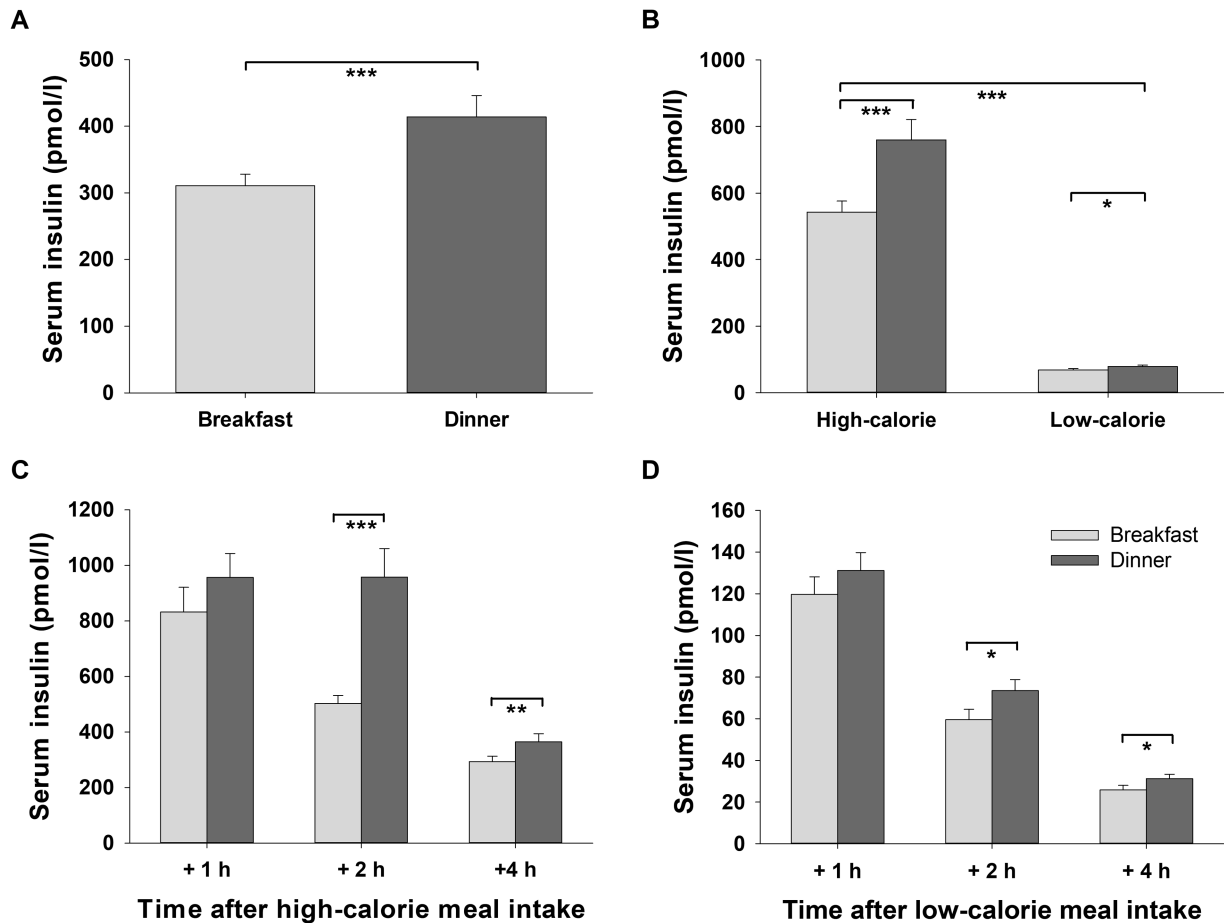 A
Serum insulin (pmol/l)
500
400
300
200
100
0
***
Breakfast
Dinner
B
Serum insulin (pmol/l)
1000
800
600
400
200
0
***
***
*
High-calorie
Low-calorie
C
Serum insulin (pmol/l)
1200
1000
800
600
400
200
0
***
**
+ 1 h
+ 2 h
+4 h
Time after high-calorie meal intake
D
Serum insulin (pmol/l)
160
140
120
100
80
60
40
20
0
Breakfast
Dinner
*
*
+ 1 h
+ 2 h
+ 4 h
Time after low-calorie meal intake